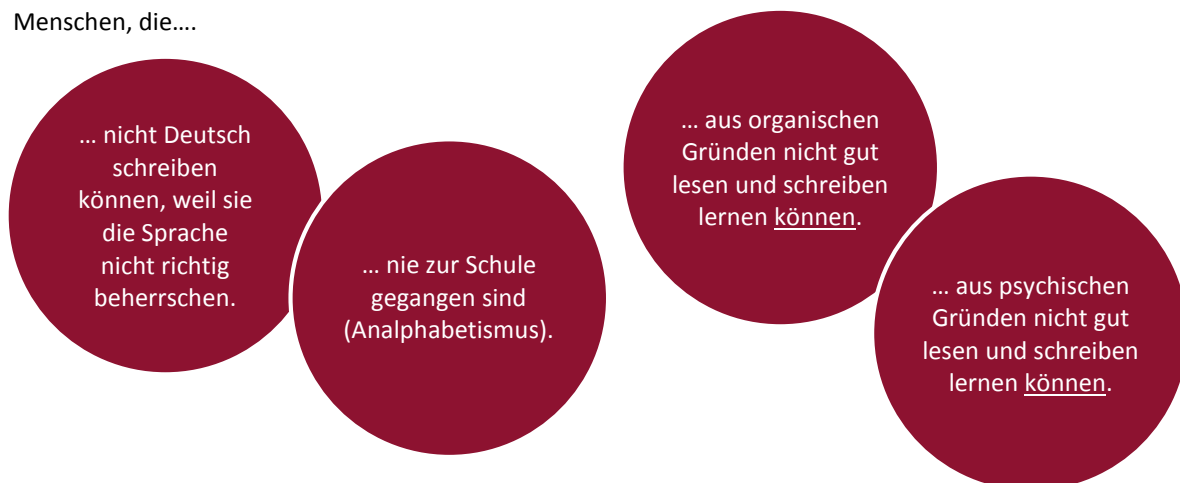 Menschen, die….
… nicht Deutsch
schreiben
können, weil sie
die Sprache
nicht richtig
beherrschen.
… nie zur Schule
gegangen sind
(Analphabetismus).
… aus organischen
Gründen nicht gut
lesen und schreiben
lernen können.
… aus psychischen
Gründen nicht gut
lesen und schreiben
lernen können.